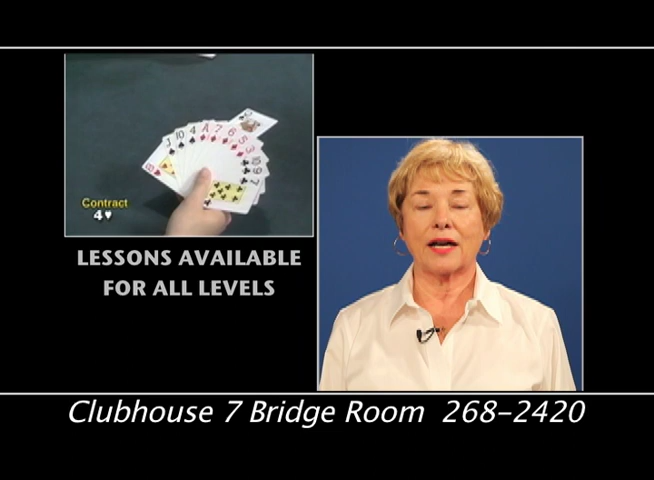 Contract
4♥
LESSONS AVAILABLE
FOR ALL LEVELS
Clubhouse 7 Bridge Room 268-2420